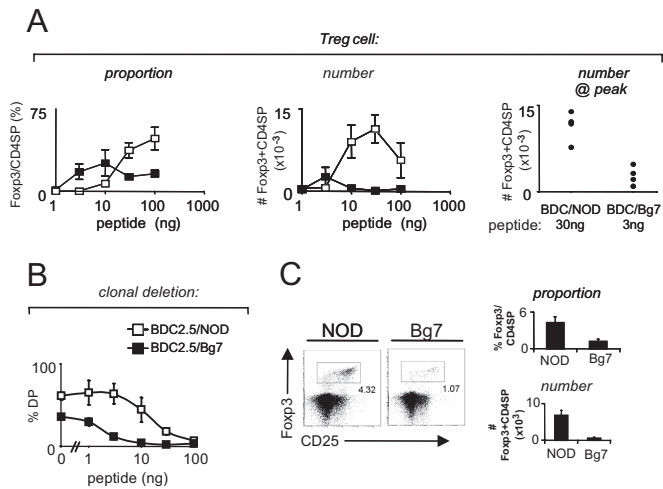 A
Treg cell:
proportion
Foxp3/CD4SP (%)
75
0
1 10 100 1000
peptide (ng)
number
# Foxp3+CD4SP
(x10-3)
15
0
1 10 100 1000
peptide (ng)
number
@ peak
# Foxp3+CD4SP
(x10-3)
15
0
BDC/NOD BDC/Bg7
peptide: 30ng 3ng
B
clonal deletion:
BDC2.5/NOD
BDC2.5/Bg7
% DP
100
0
0 1 10 100
peptide (ng)
C
NOD Bg7
4.32 1.07
Foxp3
CD25
proportion
% Foxp3/
CD4SP
6
0
NOD Bg7
number
#
Foxp3+CD4SP
(x103)
10
0
NOD Bg7